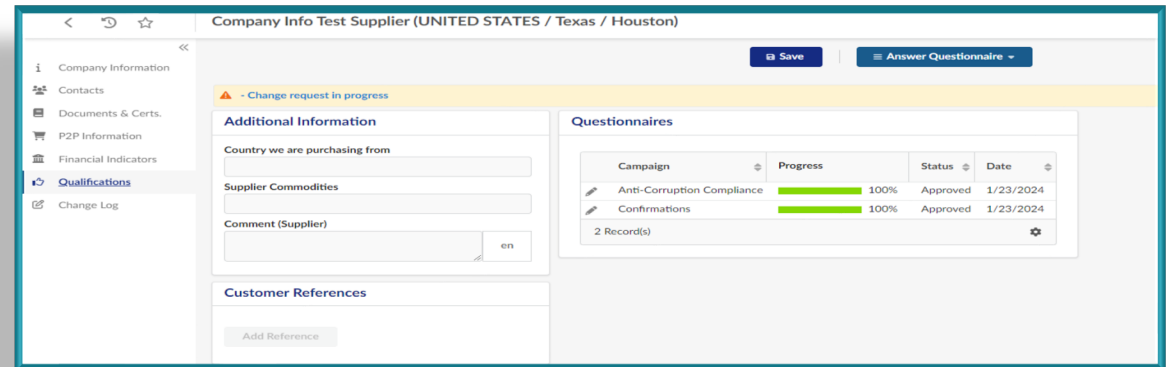 Company Info Test Supplier (UNITED STATES / Texas / Houston)
Company Information
Contacts
Documents & Certs.
P2P Information
Financial Indicators
Qualifications
Change Log
Save
Answer Questionnaire
- Change request in progress
Additional Information
Country we are purchasing from
Supplier Commodities
Comment (Supplier)
en
Customer References
Add Reference
Questionnaires
Campaign Progress Status Date
Anti-Corruption Compliance 100% Approved 1/23/2024
Confirmations 100% Approved 1/23/2024
2 Record(s)